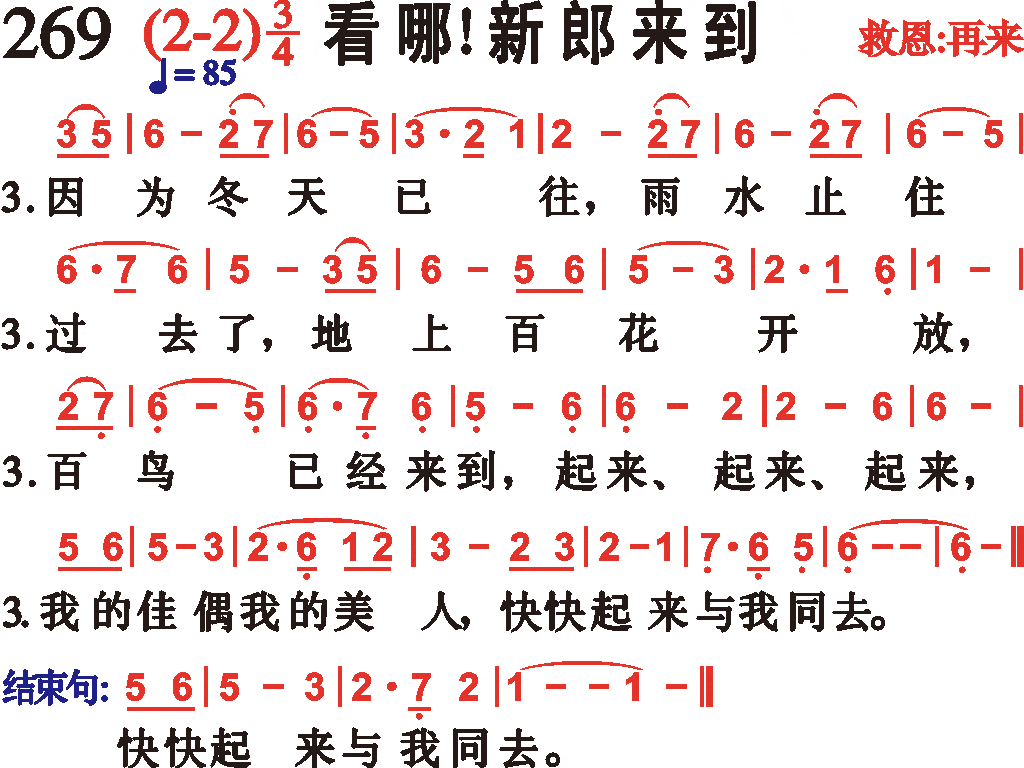 269 (2-2) 3/4 看哪!新郎来到 救恩:再来
♩=85
3 5 | 6 - 2̇ 7 | 6 - 5 | 3 · 2 1 | 2 - 2̇ 7 | 6 - 2̇ 7 | 6 - 5 |
3.因 为 冬 天 已 往，雨 水 止 住
6 · 7 6 | 5 - 3 5 | 6 - 5 6 | 5 - 3 | 2 · 1 6̣ | 1 - |
3.过 去 了，地 上 百 花 开 放，
2 7̣ | 6̣ - 5̣ | 6̣ · 7̣ 6̣ | 5̣ - 6̣ | 6̣ - 2 | 2 - 6 | 6 - |
3.百 鸟 已 经 来 到，起 来、起 来、起 来，
5 6 | 5 - 3 | 2 · 6̣ 1 2 | 3 - 2 3 | 2 - 1 | 7̣ · 6̣ 5̣ | 6̣ - - | 6̣ - ‖
3.我 的 佳 偶 我 的 美 人，快 快 起 来 与 我 同 去。
结束句: 5 6 | 5 - 3 | 2 · 7̣ 2 | 1 - - 1 - ‖
快 快 起 来 与 我 同 去。